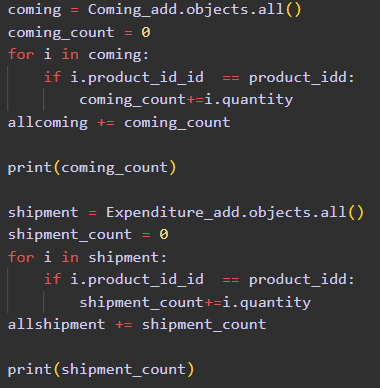 coming = Coming_add.objects.all()
coming_count = 0
for i in coming:
    if i.product_id_id  == product_idd:
        coming_count+=i.quantity
allcoming += coming_count

print(coming_count)

shipment = Expenditure_add.objects.all()
shipment_count = 0
for i in shipment:
    if i.product_id_id  == product_idd:
        shipment_count+=i.quantity
allshipment += shipment_count

print(shipment_count)